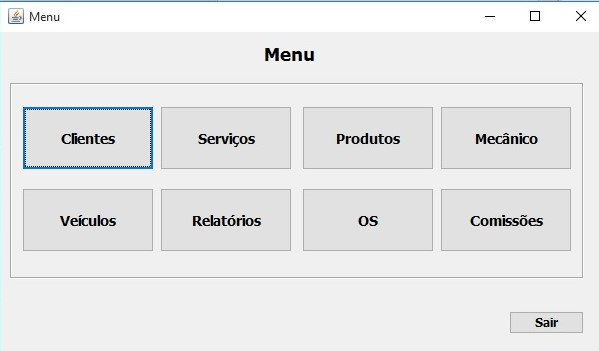 Menu
Menu
Clientes Serviços Produtos Mecânico
Veículos Relatórios OS Comissões
Sair